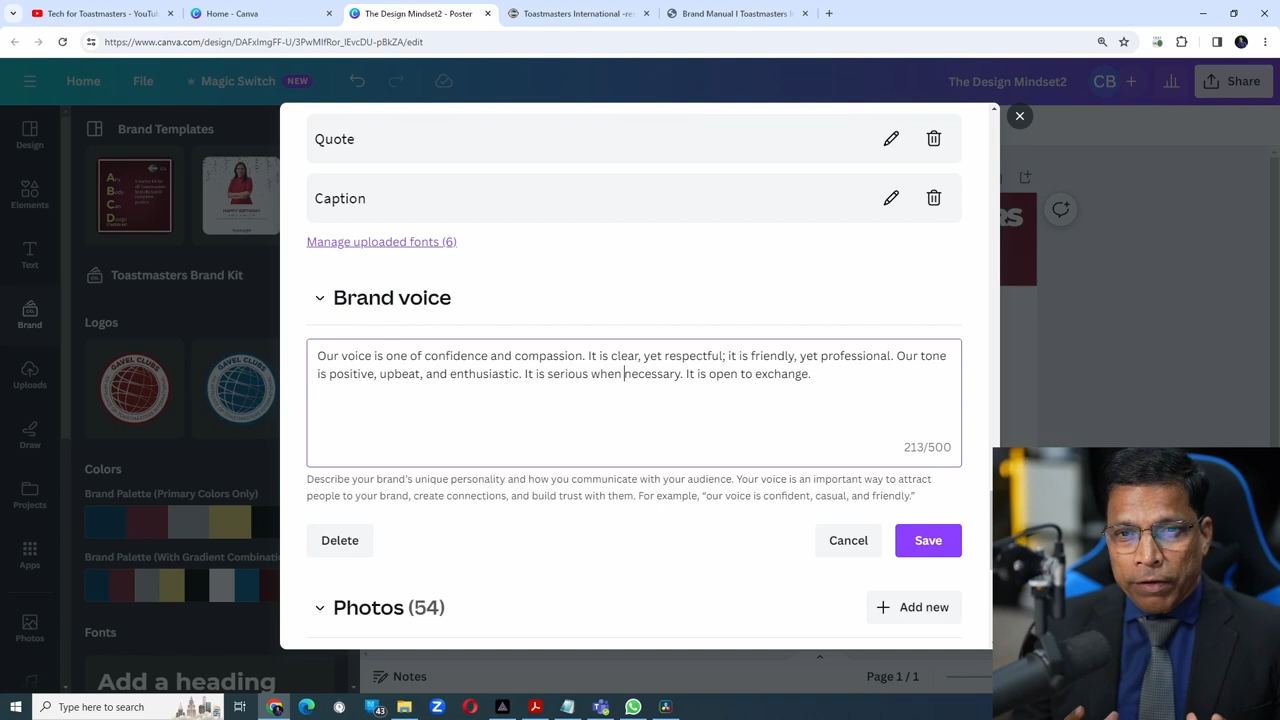 Tech for Toastmasters - YouTu
Home - Canva
The Design Mindset2 - Poster
Toastmasters International -res
Brand Manual I Toastmasters I
https://www.canva.com/design/DAFxImgFF-U/3PwMIfRor_lEvcDU-pBkZA/edit
Home
File
Magic Switch
NEW
The Design Mindset2
CB
Share
Design
Elements
Text
Brand
Uploads
Draw
Projects
Apps
Photos
Brand Templates
Toastmasters Brand Kit
Logos
GAVEL CLUBS
GAVEL CLUBS
Colors
Brand Palette (Primary Colors Only)
Brand Palette (With Gradient Combinatio
Fonts
Add a heading
Quote
Caption
Manage uploaded fonts (6)
Brand voice
Our voice is one of confidence and compassion. It is clear, yet respectful; it is friendly, yet professional. Our tone
is positive, upbeat, and enthusiastic. It is serious when necessary. It is open to exchange.
213/500
Describe your brand's unique personality and how you communicate with your audience. Your voice is an important way to attract
people to your brand, create connections, and build trust with them. For example, "our voice is confident, casual, and friendly."
Delete
Cancel
Save
Photos (54)
Add new
Notes
Page 1 / 1
Type here to search
43